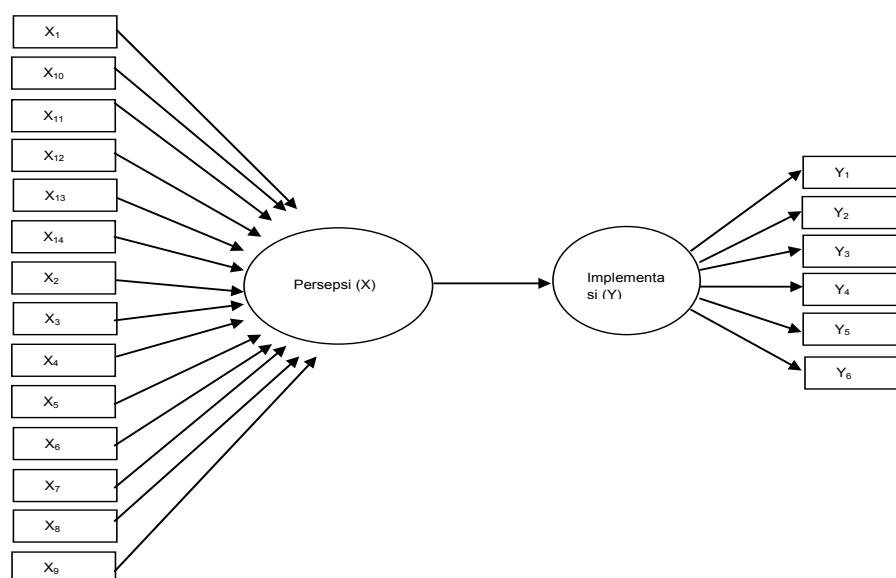 X₁
X₁₀
X₁₁
X₁₂
X₁₃
X₁₄
X₂
X₃
X₄
X₅
X₆
X₇
X₈
X₉
Persepsi (X)
Implementa
si (Y)
Y₁
Y₂
Y₃
Y₄
Y₅
Y₆